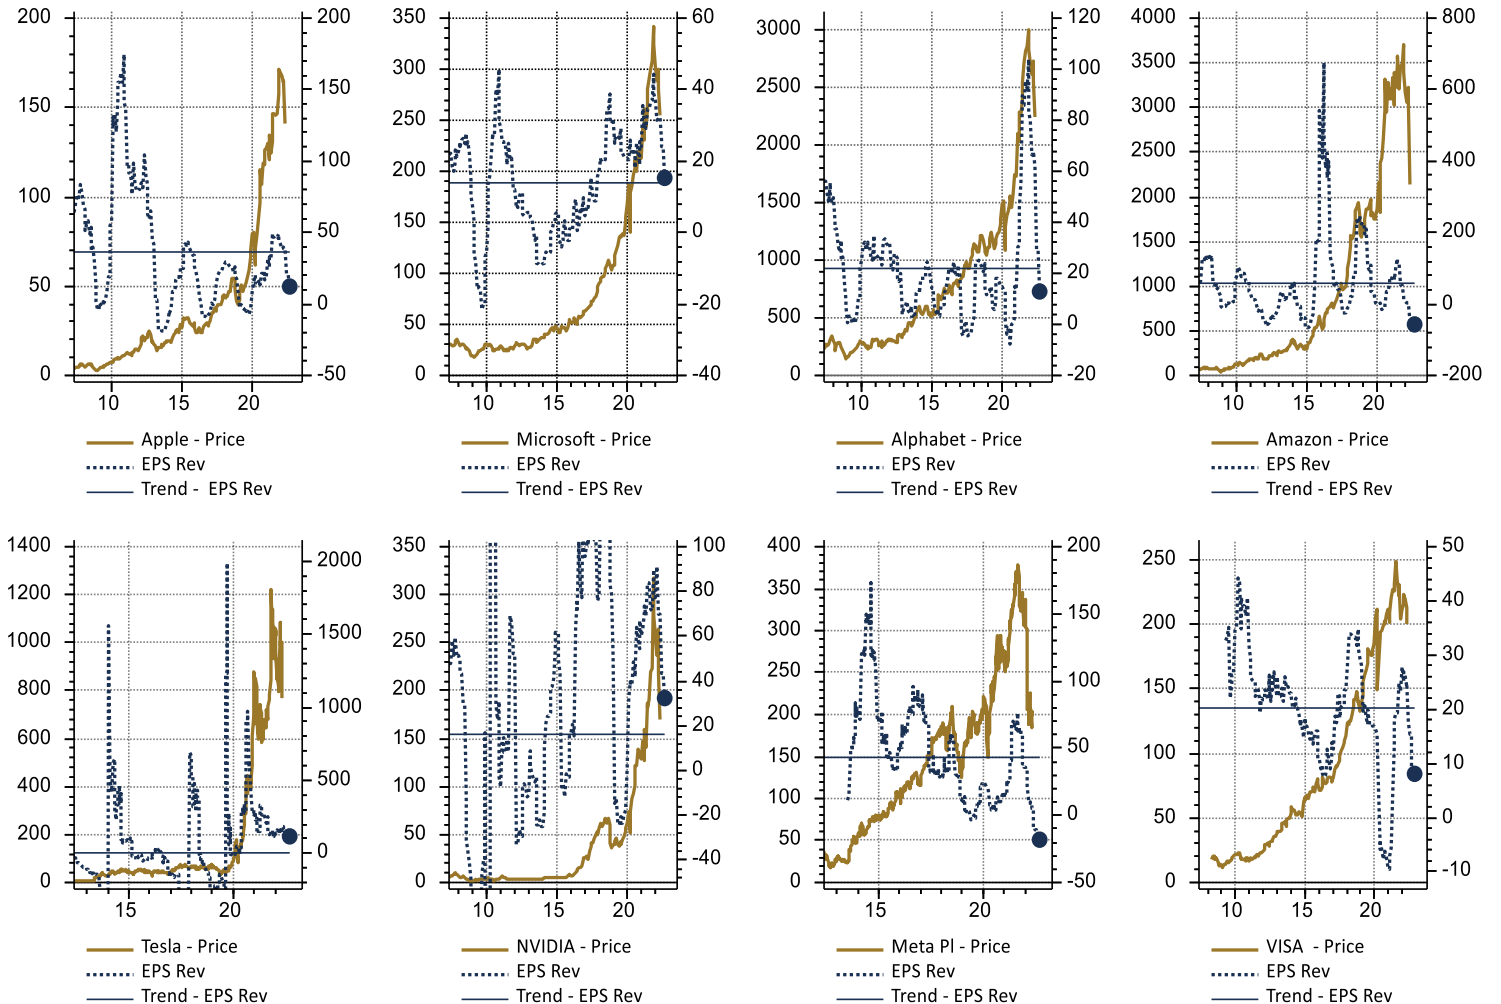 200 200 350 60 3000 120 4000 800
150 150 300 40 2500 100 3500 600
100 100 250 20 2000 80 3000 400
50 50 200 0 1500 60 2500 200
0 0 150 -20 1000 40 2000 0
-50 100 -40 500 20 1500 -200
50 0 0 1000
0 -20 500
0
10 15 20 10 15 20 10 15 20 10 15 20
Apple - Price Microsoft - Price Alphabet - Price Amazon - Price
EPS Rev EPS Rev EPS Rev EPS Rev
Trend - EPS Rev Trend - EPS Rev Trend - EPS Rev Trend - EPS Rev
1400 2000 350 100 400 200 250 50
1200 1500 300 80 350 150 200 40
1000 1000 250 60 300 100 150 30
800 500 200 40 250 50 100 20
600 0 150 20 200 0 50 10
400 100 0 150 -50 0 0
200 50 -20 100 -10
0 0 -40 50
0
15 20 10 15 20 15 20 10 15 20
Tesla - Price NVIDIA - Price Meta Pl - Price VISA - Price
EPS Rev EPS Rev EPS Rev EPS Rev
Trend - EPS Rev Trend - EPS Rev Trend - EPS Rev Trend - EPS Rev